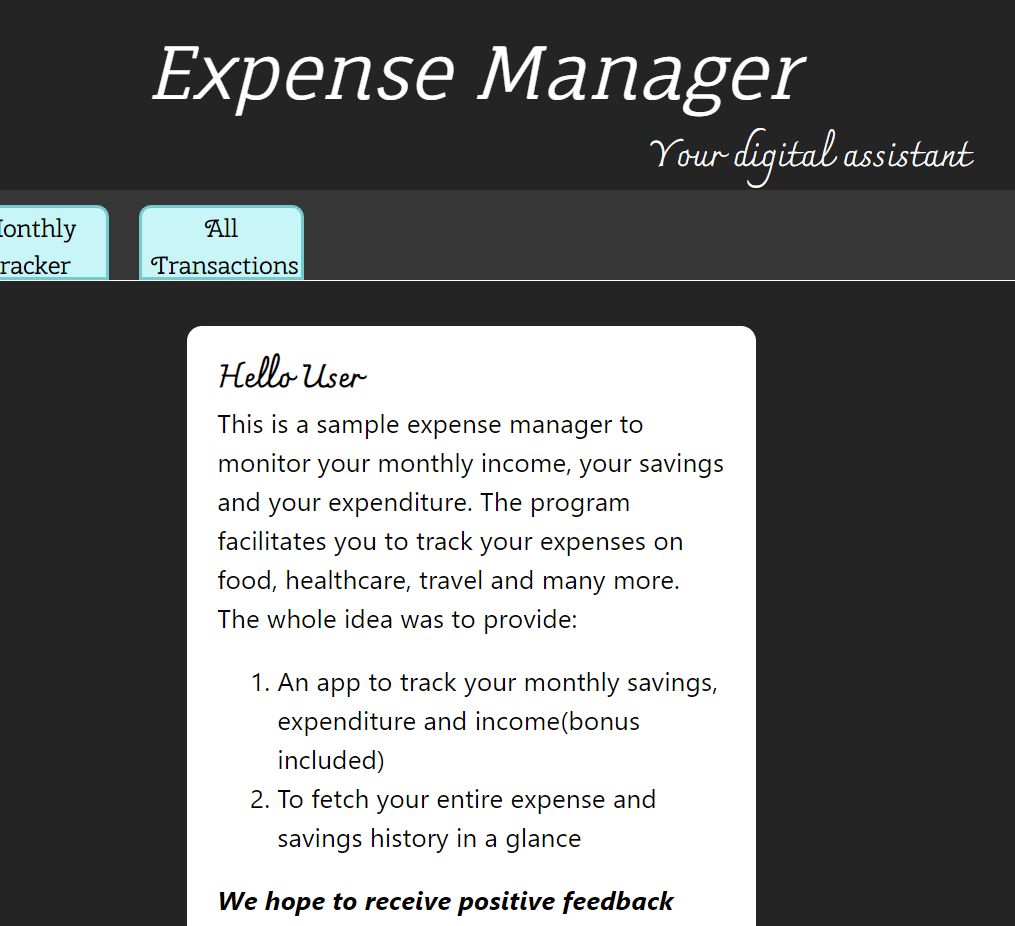 Expense Manager
Your digital assistant
onthly
racker
All
Transactions
Hello User
This is a sample expense manager to
monitor your monthly income, your savings
and your expenditure. The program
facilitates you to track your expenses on
food, healthcare, travel and many more.
The whole idea was to provide:
1. An app to track your monthly savings,
expenditure and income(bonus
included)
2. To fetch your entire expense and
savings history in a glance
We hope to receive positive feedback